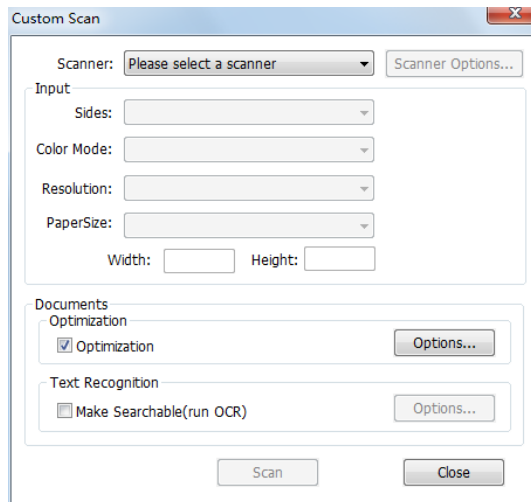 Custom Scan
Scanner: Please select a scanner Scanner Options...
Input
Sides:
Color Mode:
Resolution:
PaperSize:
Width: Height:
Documents
Optimization
Optimization Options...
Text Recognition
Make Searchable(run OCR) Options...
Scan Close